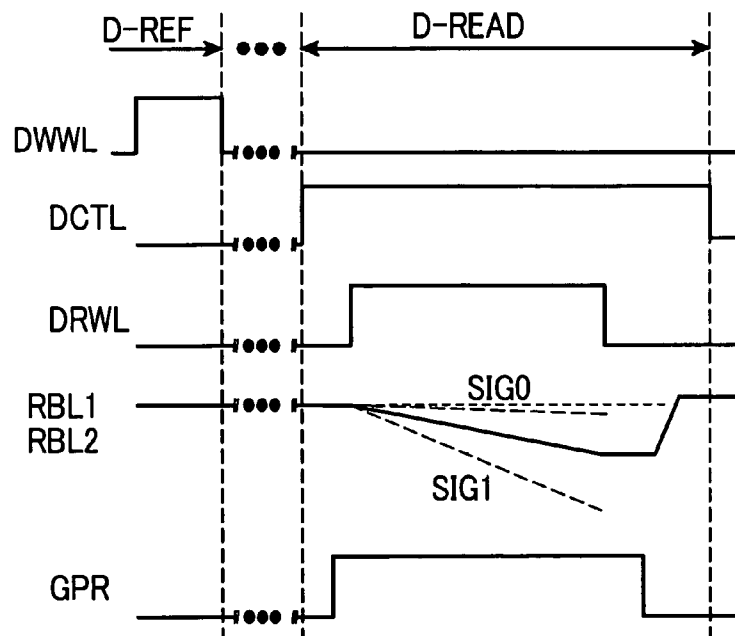 D-REF
D-READ
DWWL
DCTL
DRWL
SIG0
RBL1
RBL2
SIG1
GPR